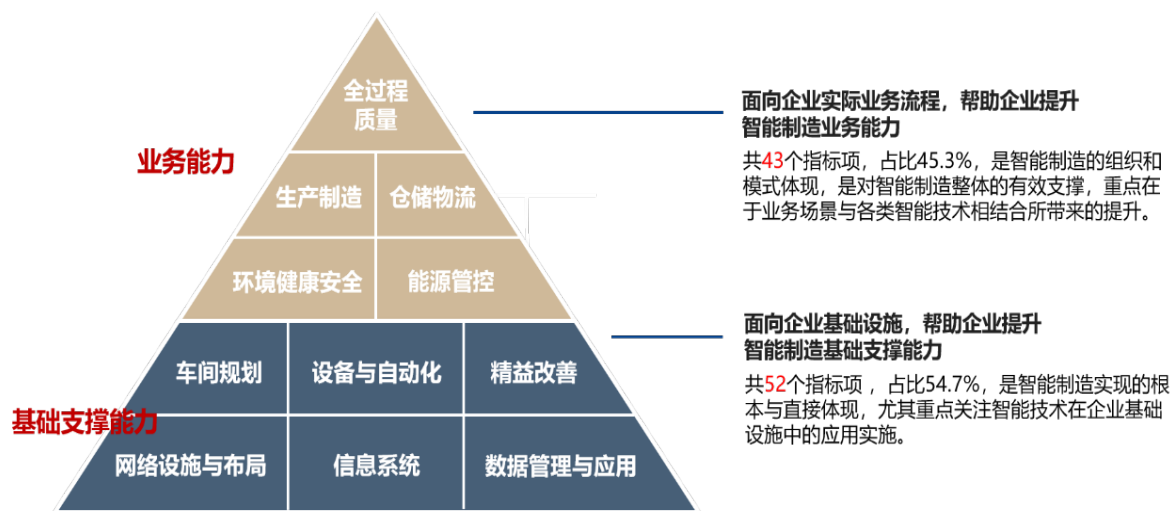 全过程
质量
业务能力
生产制造
仓储物流
环境健康安全
能源管控
车间规划
设备与自动化
精益改善
基础支撑能力
网络设施与布局
信息系统
数据管理与应用
面向企业实际业务流程，帮助企业提升
智能制造业务能力
共43个指标项，占比45.3%，是智能制造的组织和
模式体现，是对智能制造整体的有效支撑，重点在
于业务场景与各类智能技术相结合所带来的提升。
面向企业基础设施，帮助企业提升
智能制造基础支撑能力
共52个指标项 ，占比54.7%，是智能制造实现的根
本与直接体现，尤其重点关注智能技术在企业基础
设施中的应用实施。